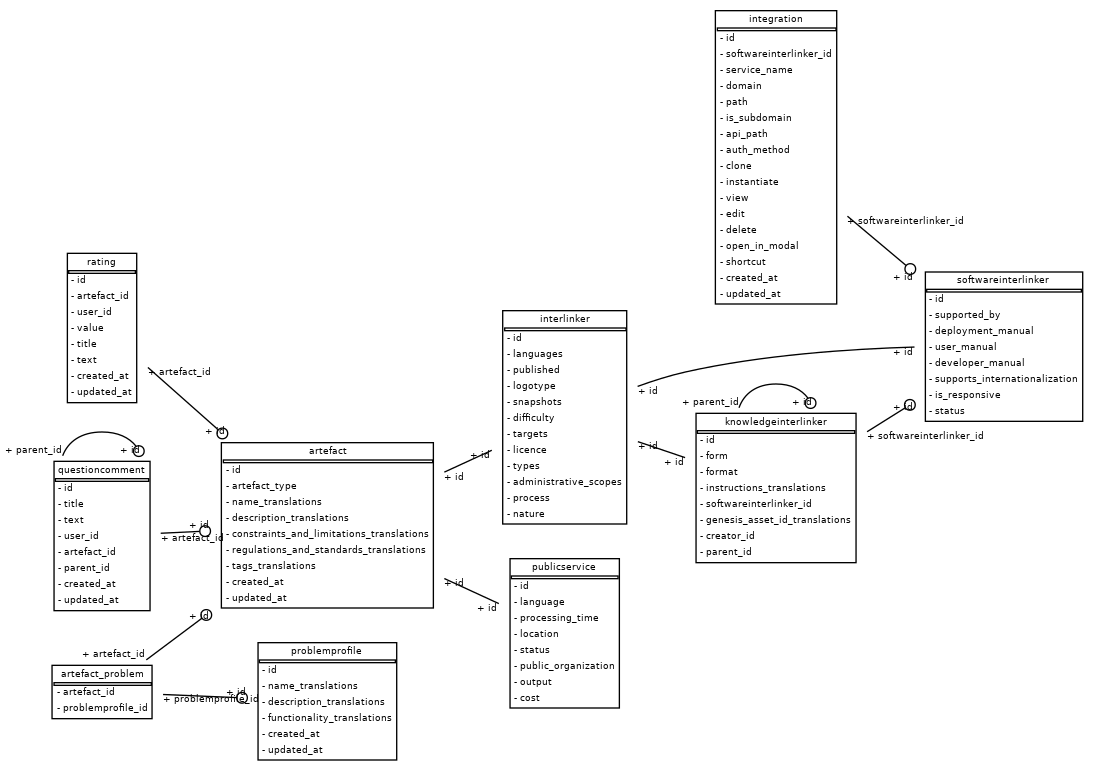 integration
- id
- softwareinterlinker_id
- service_name
- domain
- path
- is_subdomain
- api_path
- auth_method
- clone
- instantiate
- view
- edit
- delete
- open_in_modal
- shortcut
- created_at
- updated_at
+ softwareinterlinker_id
+ id
rating
- id
- artefact_id
- user_id
- value
- title
- text
- created_at
- updated_at
+ artefact_id
+ id
softwareinterlinker
- id
- supported_by
- deployment_manual
- user_manual
- developer_manual
- supports_internationalization
- is_responsive
- status
interlinker
- id
- languages
- published
- logotype
- snapshots
- difficulty
- targets
- licence
- types
- administrative_scopes
- process
- nature
+ id
+ id
+ parent_id
+ id
+ id
+ softwareinterlinker_id
+ id
+ id
knowledgeinterlinker
- id
- form
- format
- instructions_translations
- softwareinterlinker_id
- genesis_asset_id_translations
- creator_id
- parent_id
+ parent_id
+ id
questioncomment
- id
- title
- text
- user_id
- artefact_id
- parent_id
- created_at
- updated_at
+ id
+ artefact_id
artefact
- id
- artefact_type
- name_translations
- description_translations
- constraints_and_limitations_translations
- regulations_and_standards_translations
- tags_translations
- created_at
- updated_at
+ id
+ id
+ id
+ id
publicservice
- id
- language
- processing_time
- location
- status
- public_organization
- output
- cost
+ id
+ artefact_id
artefact_problem
- artefact_id
- problemprofile_id
+ id
+ problemprofile_id
problemprofile
- id
- name_translations
- description_translations
- functionality_translations
- created_at
- updated_at